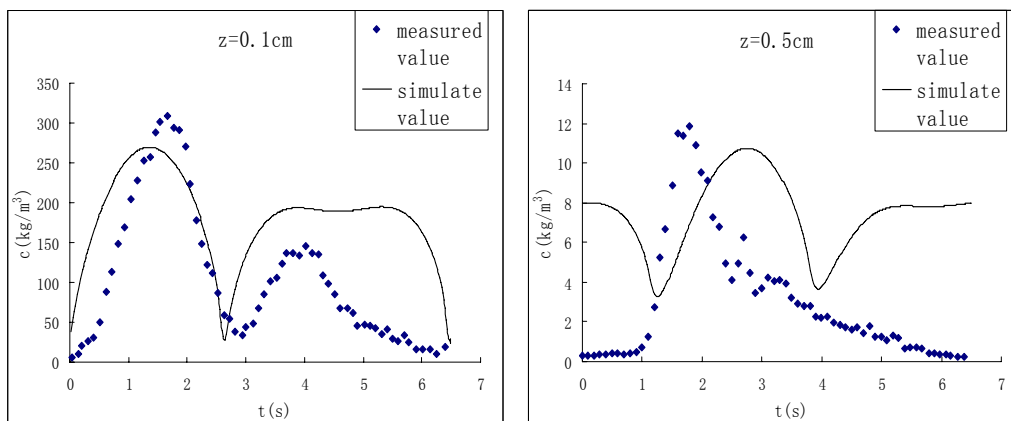 z=0.1cm
measured
value
simulate
value
350
300
250
200
150
100
50
0
c(kg/m³)
0 1 2 3 4 5 6 7
t(s)
z=0.5cm
measured
value
simulate
value
14
12
10
8
6
4
2
0
c(kg/m³)
0 1 2 3 4 5 6 7
t(s)